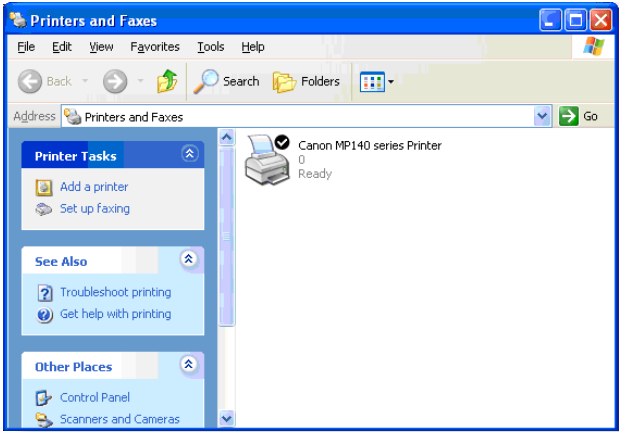 Printers and Faxes
File Edit View Favorites Tools Help
Back Search Folders
Address Printers and Faxes Go
Printer Tasks
Add a printer
Set up faxing
See Also
Troubleshoot printing
Get help with printing
Other Places
Control Panel
Scanners and Cameras
Canon MP140 series Printer
0
Ready